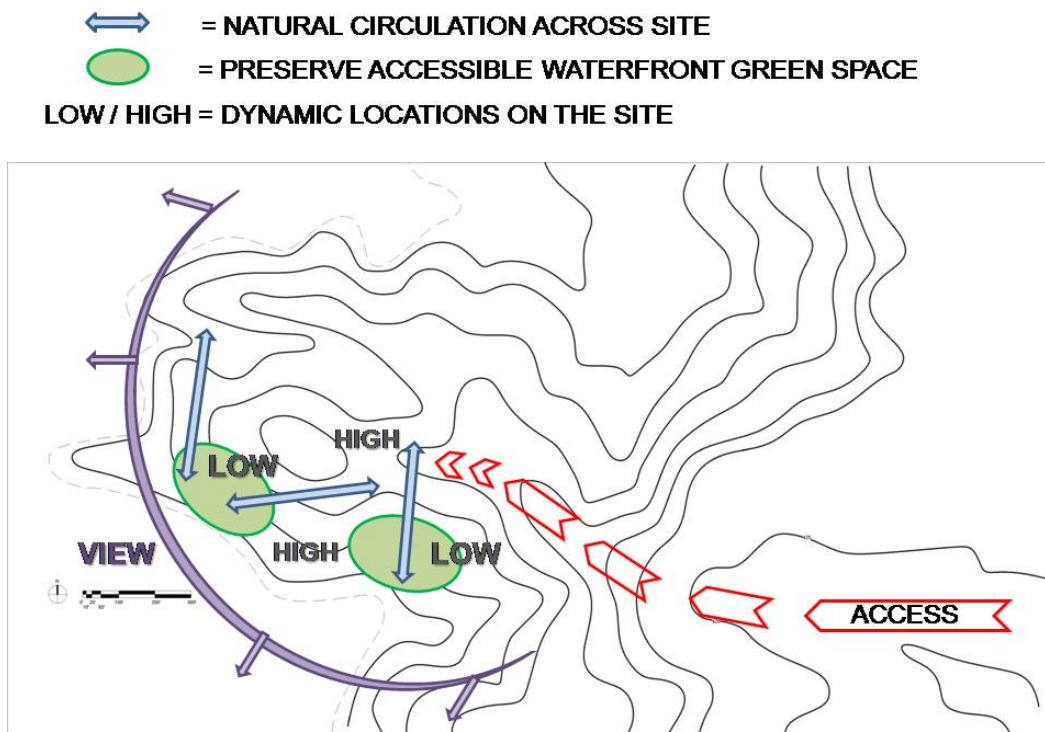 = NATURAL CIRCULATION ACROSS SITE
= PRESERVE ACCESSIBLE WATERFRONT GREEN SPACE
LOW / HIGH = DYNAMIC LOCATIONS ON THE SITE
HIGH
LOW
VIEW
HIGH
LOW
ACCESS